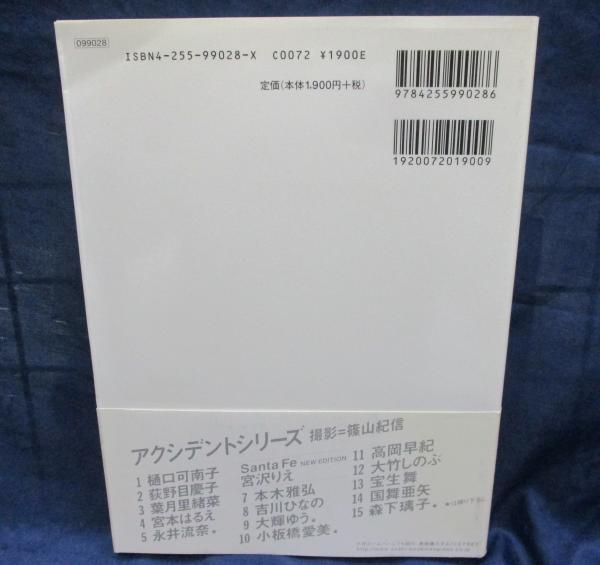 099028
ISBN4-255-99028-X C0072 ¥1900E
定価(本体1,900円+税)
9784255990286
1920072019009
アクシデントシリーズ 撮影=篠山紀信
1 樋口可南子
2 荻野目慶子
3 葉月里緒菜
4 宮本はるえ
5 永井流奈。
Santa Fe NEW EDITION
宮沢りえ
7 本木雅弘
8 吉川ひなの
9 大輝ゆう。
10 小板橋愛美。
11 高岡早紀
12 大竹しのぶ
13 宝生舞
14 国舞亜矢
15 森下璃子。